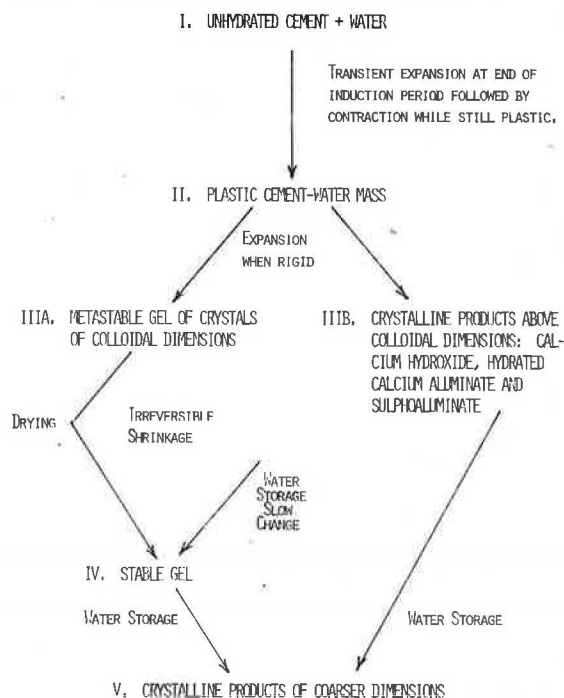 I. UNHYDRATED CEMENT + WATER
TRANSIENT EXPANSION AT END OF
INDUCTION PERIOD FOLLOWED BY
CONTRACTION WHILE STILL PLASTIC.
II. PLASTIC CEMENT-WATER MASS
EXPANSION
WHEN RIGID
IIIA. METASTABLE GEL OF CRYSTALS
OF COLLOIDAL DIMENSIONS
IIIB. CRYSTALLINE PRODUCTS ABOVE
COLLOIDAL DIMENSIONS: CAL-
CIUM HYDROXIDE, HYDRATED
CALCIUM ALUMINATE AND
SULPHOALUMINATE
DRYING
IRREVERSIBLE
SHRINKAGE
WATER
STORAGE
SLOW
CHANGE
IV. STABLE GEL
WATER STORAGE
WATER STORAGE
V. CRYSTALLINE PRODUCTS OF COARSER DIMENSIONS